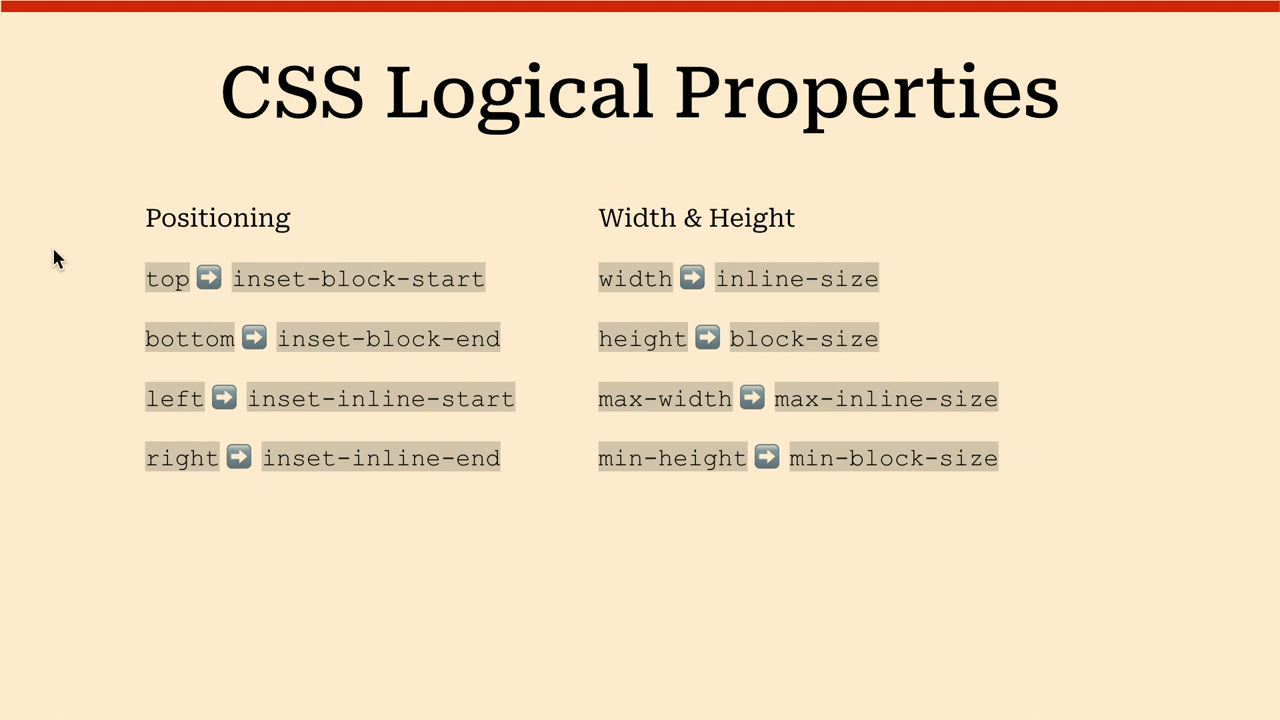 CSS Logical Properties
Positioning
top ➡️ inset-block-start
bottom ➡️ inset-block-end
left ➡️ inset-inline-start
right ➡️ inset-inline-end
Width & Height
width ➡️ inline-size
height ➡️ block-size
max-width ➡️ max-inline-size
min-height ➡️ min-block-size